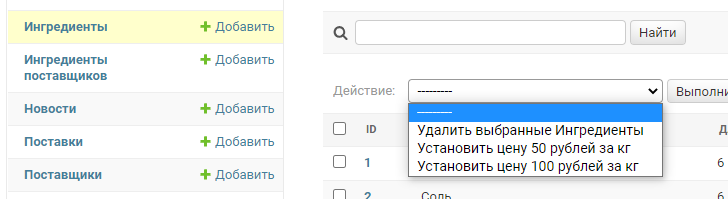 Ингредиенты + Добавить
Ингредиенты поставщиков + Добавить
Новости + Добавить
Поставки + Добавить
Поставщики + Добавить
Найти
Действие: --------- Выполни
---------
Удалить выбранные Ингредиенты
Установить цену 50 рублей за кг
Установить цену 100 рублей за кг
ID Д
1 6
2 Соль 6